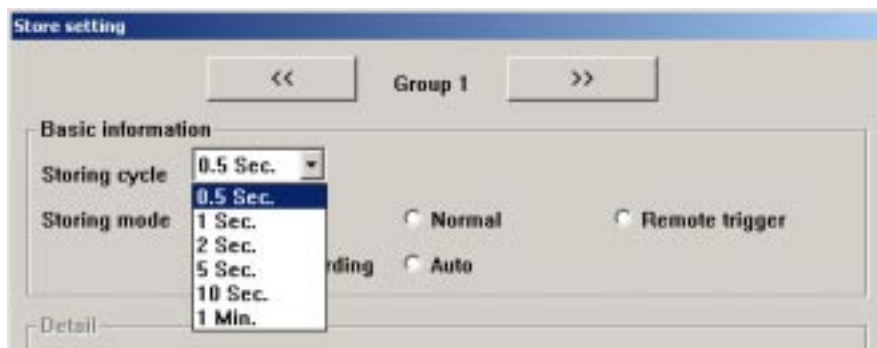 Store setting
<< Group 1 >>
Basic information
Storing cycle 0.5 Sec.
0.5 Sec.
Storing mode 1 Sec. Normal Remote trigger
2 Sec.
5 Sec. rding Auto
10 Sec.
1 Min.
Detail